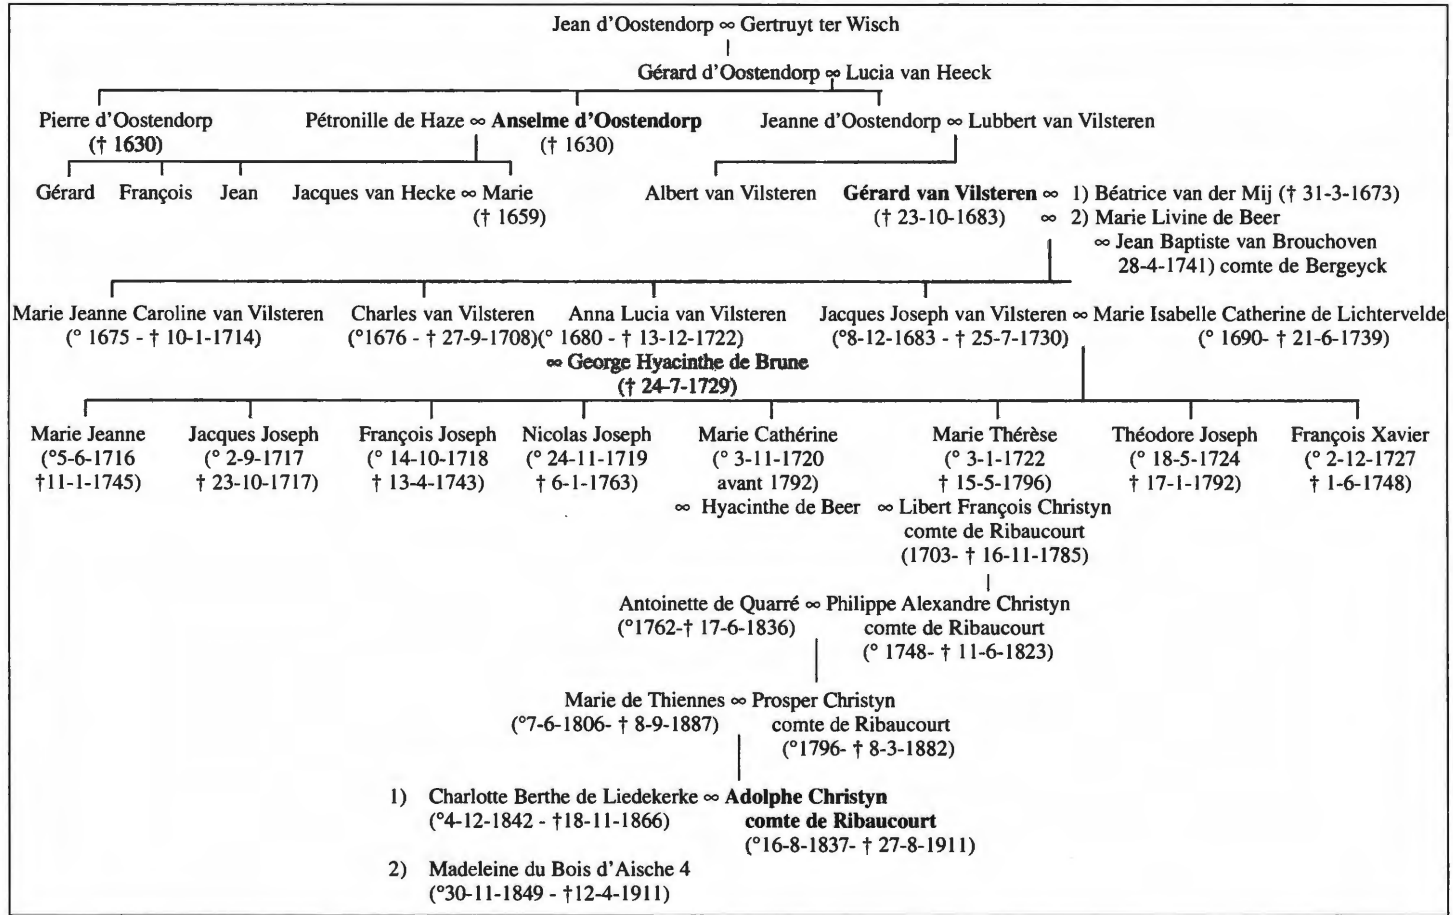 Jean d'Oostendorp ∞ Gertruyt ter Wisch
Gérard d'Oostendorp ∞ Lucia van Heeck
Pierre d'Oostendorp
(† 1630)
Pétronille de Haze ∞ Anselme d'Oostendorp
(† 1630)
Jeanne d'Oostendorp ∞ Lubbert van Vilsteren
Gérard
François
Jean
Jacques van Hecke ∞ Marie
(† 1659)
Albert van Vilsteren
Gérard van Vilsteren ∞ 1) Béatrice van der Mij († 31-3-1673)
(† 23-10-1683) ∞ 2) Marie Livine de Beer
∞ Jean Baptiste van Brouchoven
28-4-1741) comte de Bergeyck
Marie Jeanne Caroline van Vilsteren
(° 1675 - † 10-1-1714)
Charles van Vilsteren
(°1676 - † 27-9-1708)
Anna Lucia van Vilsteren
(° 1680 - † 13-12-1722)
∞ George Hyacinthe de Brune
(† 24-7-1729)
Jacques Joseph van Vilsteren ∞ Marie Isabelle Catherine de Lichtervelde
(°8-12-1683 - † 25-7-1730)
(° 1690- † 21-6-1739)
Marie Jeanne
(°5-6-1716
†11-1-1745)
Jacques Joseph
(° 2-9-1717
† 23-10-1717)
François Joseph
(° 14-10-1718
† 13-4-1743)
Nicolas Joseph
(° 24-11-1719
† 6-1-1763)
Marie Cathérine
(° 3-11-1720
avant 1792)
∞ Hyacinthe de Beer
Marie Thérèse
(° 3-1-1722
† 15-5-1796)
∞ Libert François Christyn
comte de Ribaucourt
(1703- † 16-11-1785)
Théodore Joseph
(° 18-5-1724
† 17-1-1792)
François Xavier
(° 2-12-1727
† 1-6-1748)
Antoinette de Quarré ∞ Philippe Alexandre Christyn
(°1762-† 17-6-1836)
comte de Ribaucourt
(° 1748- † 11-6-1823)
Marie de Thiennes ∞ Prosper Christyn
(°7-6-1806- † 8-9-1887)
comte de Ribaucourt
(°1796- † 8-3-1882)
1) Charlotte Berthe de Liedekerke ∞ Adolphe Christyn
(°4-12-1842 - †18-11-1866)
comte de Ribaucourt
(°16-8-1837- † 27-8-1911)
2) Madeleine du Bois d'Aische 4
(°30-11-1849 - †12-4-1911)